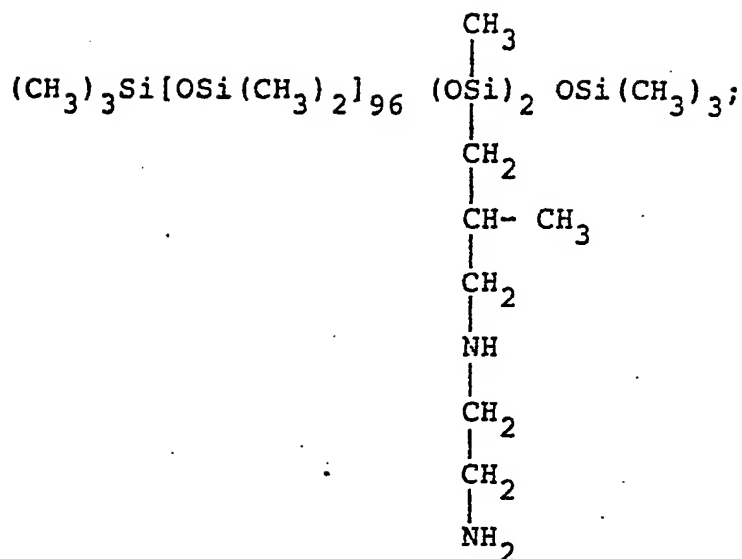 CH3
(CH3)3Si[OSi(CH3)2]96 (OSi)2 OSi(CH3)3;
CH2
CH- CH3
CH2
NH
CH2
CH2
NH2